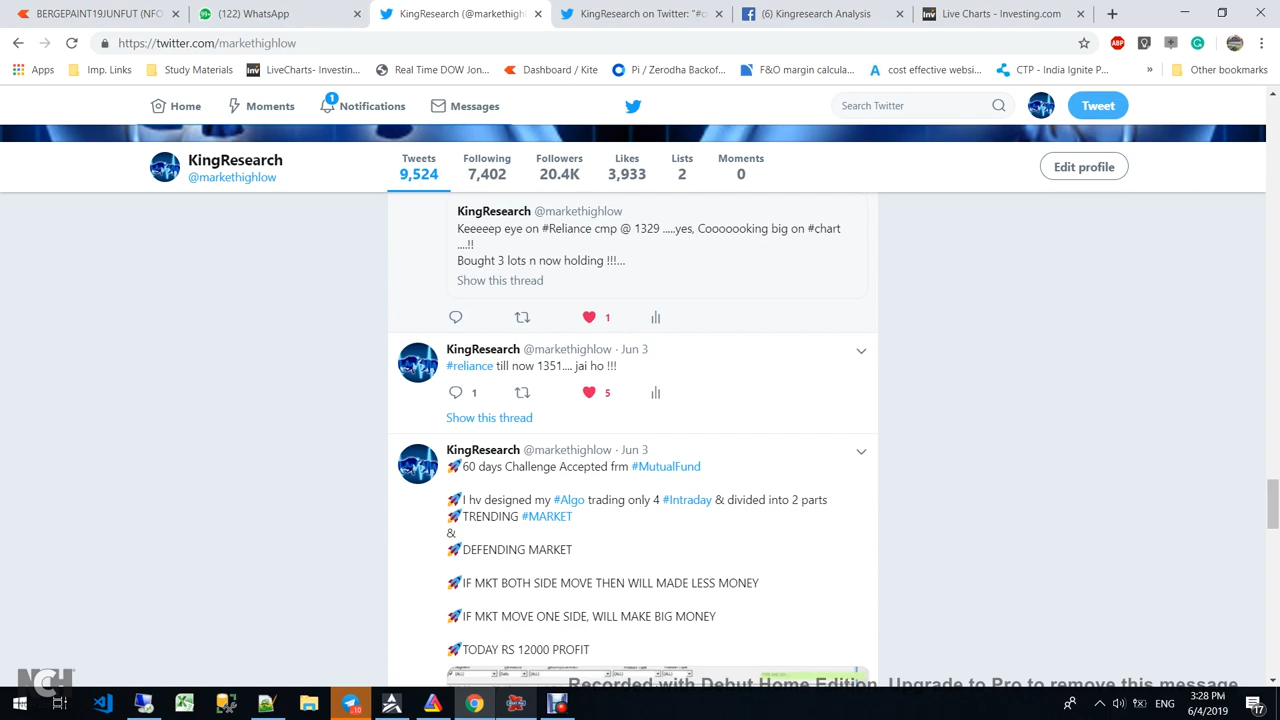 BERGEPAINT19JUNFUT (NFO
(122) WhatsApp
KingResearch (@markethighl
KingResearch on Twitter: "#c
(6) Kingresearch Analysis
Live Charts - Investing.com
https://twitter.com/markethighlow
Apps
Imp. Links
Study Materials
LiveCharts- Investin...
Real Time DOW Jon...
Dashboard / Kite
Pi / Zerodha Backof...
F&O margin calcula...
cost effective websi...
CTP - India Ignite P...
»
Other bookmarks
Home
Moments
1
Notifications
Messages
Search Twitter
Tweet
KingResearch
@markethighlow
Tweets
9,524
Following
7,402
Followers
20.4K
Likes
3,933
Lists
2
Moments
0
Edit profile
KingResearch @markethighlow
Keeeeep eye on #Reliance cmp @ 1329 .....yes, Cooooooking big on #chart
....!!
Bought 3 lots n now holding !!!...
Show this thread
1
KingResearch @markethighlow · Jun 3
#reliance till now 1351.... jai ho !!!
1
5
Show this thread
KingResearch @markethighlow · Jun 3
🚀60 days Challenge Accepted frm #MutualFund
🚀I hv designed my #Algo trading only 4 #Intraday & divided into 2 parts
🚀TRENDING #MARKET
&
🚀DEFENDING MARKET
🚀IF MKT BOTH SIDE MOVE THEN WILL MADE LESS MONEY
🚀IF MKT MOVE ONE SIDE, WILL MAKE BIG MONEY
🚀TODAY RS 12000 PROFIT
NCH
Recorded with Debut Home Edition. Upgrade to Pro to remove this message
10
ENG
3:28 PM
6/4/2019
17